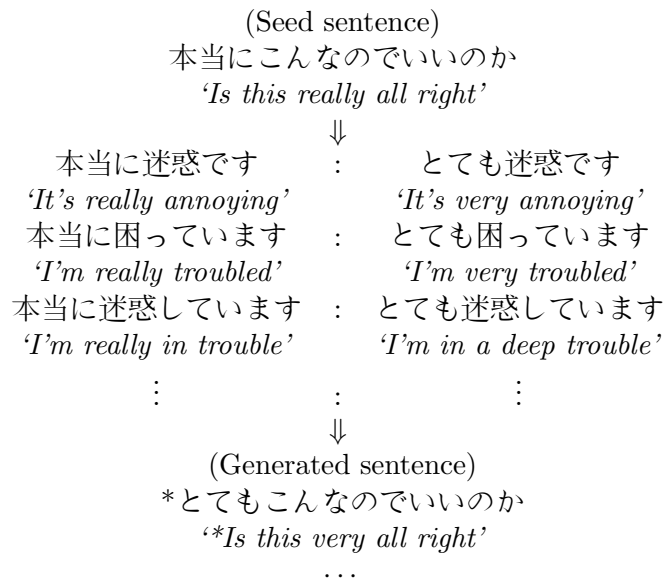 (Seed sentence)
本当にこんなのでいいのか
‘Is this really all right’
⇓
本当に迷惑です : とても迷惑です
‘It’s really annoying’ ‘It’s very annoying’
本当に困っています : とても困っています
‘I’m really troubled’ ‘I’m very troubled’
本当に迷惑しています : とても迷惑しています
‘I’m really in trouble’ ‘I’m in a deep trouble’
⋮ : ⋮
⇓
(Generated sentence)
*とてもこんなのでいいのか
‘*Is this very all right’
...